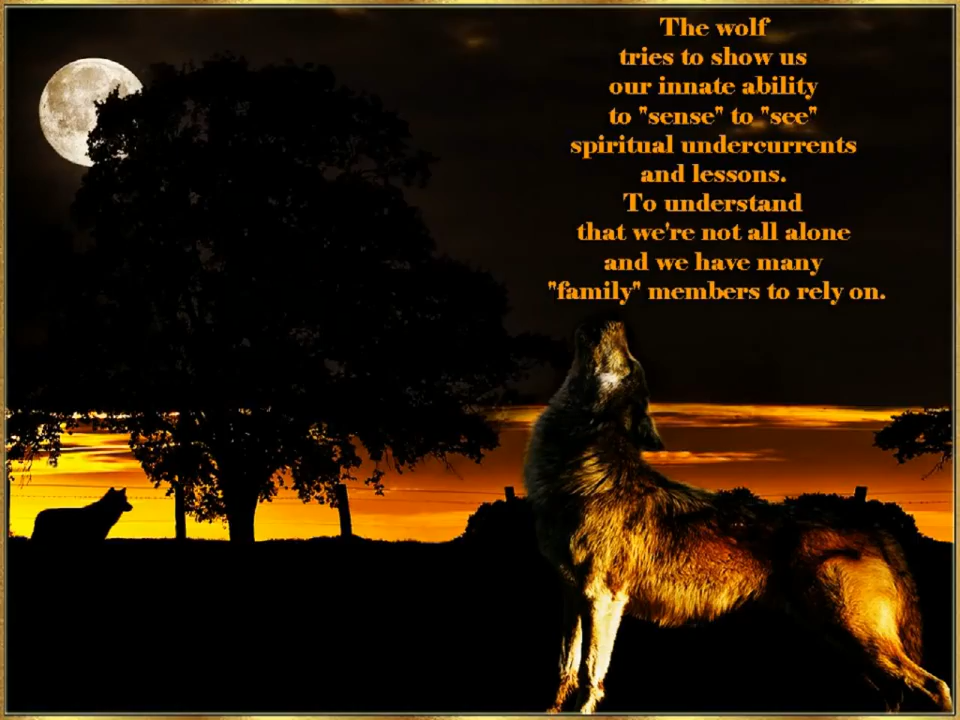 The wolf
tries to show us
our innate ability
to "sense" to "see"
spiritual undercurrents
and lessons.
To understand
that we're not all alone
and we have many
"family" members to rely on.